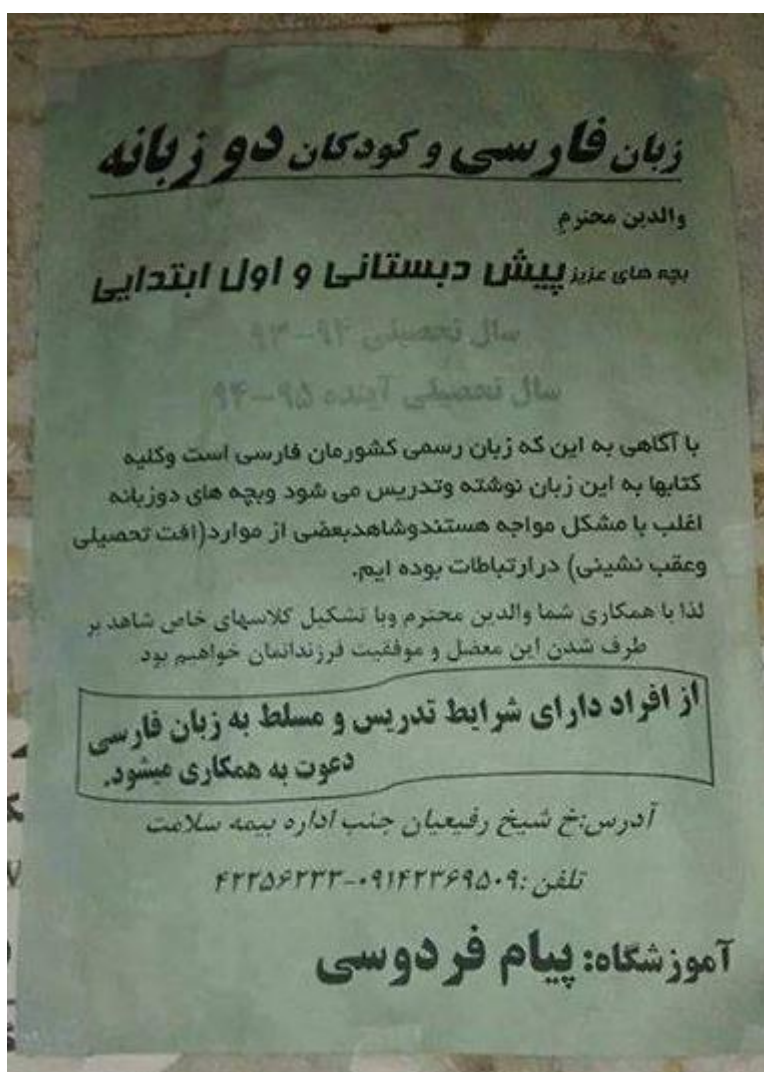 زبان فارسی و کودکان دو زبانه
والدین محترم
بچه های عزیز پیش دبستانی و اول ابتدایی
سال تحصیلی ۹۴-۹۳
سال تحصیلی آینده ۹۵-۹۴
با آگاهی به این که زبان رسمی کشورمان فارسی است وکلیه
کتابها به این زبان نوشته وتدریس می شود وبچه های دوزبانه
اغلب با مشکل مواجه هستندوشاهدبعضی از موارد(افت تحصیلی
وعقب نشینی) درارتباطات بوده ایم.
لذا با همکاری شما والدین محترم وبا تشکیل کلاسهای خاص شاهد بر
طرف شدن این معضل و موفقیت فرزندانمان خواهیم بود
از افراد دارای شرایط تدریس و مسلط به زبان فارسی
دعوت به همکاری میشود.
آدرس:خ شیخ رفیعیان جنب اداره بیمه سلامت
تلفن :۰۹۱۴۲۳۶۹۵۰۹-۴۲۲۵۶۲۳۳
آموزشگاه: پیام فردوسی